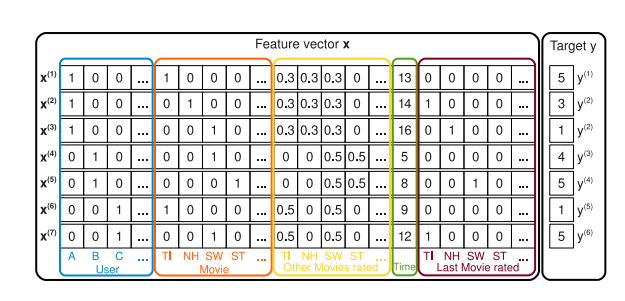 Feature vector x Target y
x(1) 1 0 0 ... 1 0 0 0 ... 0.3 0.3 0.3 0 ... 13 0 0 0 0 ... 5 y(1)
x(2) 1 0 0 ... 0 1 0 0 ... 0.3 0.3 0.3 0 ... 14 1 0 0 0 ... 3 y(2)
x(3) 1 0 0 ... 0 0 1 0 ... 0.3 0.3 0.3 0 ... 16 0 1 0 0 ... 1 y(2)
x(4) 0 1 0 ... 0 0 1 0 ... 0 0 0.5 0.5 ... 5 0 0 0 0 ... 4 y(3)
x(5) 0 1 0 ... 0 0 0 1 ... 0 0 0.5 0.5 ... 8 0 0 1 0 ... 5 y(4)
x(6) 0 0 1 ... 1 0 0 0 ... 0.5 0 0.5 0 ... 9 0 0 0 0 ... 1 y(5)
x(7) 0 0 1 ... 0 0 1 0 ... 0.5 0 0.5 0 ... 12 1 0 0 0 ... 5 y(6)
A B C ... TI NH SW ST ... TI NH SW ST ... TI NH SW ST ...
User Movie Other Movies rated Time Last Movie rated